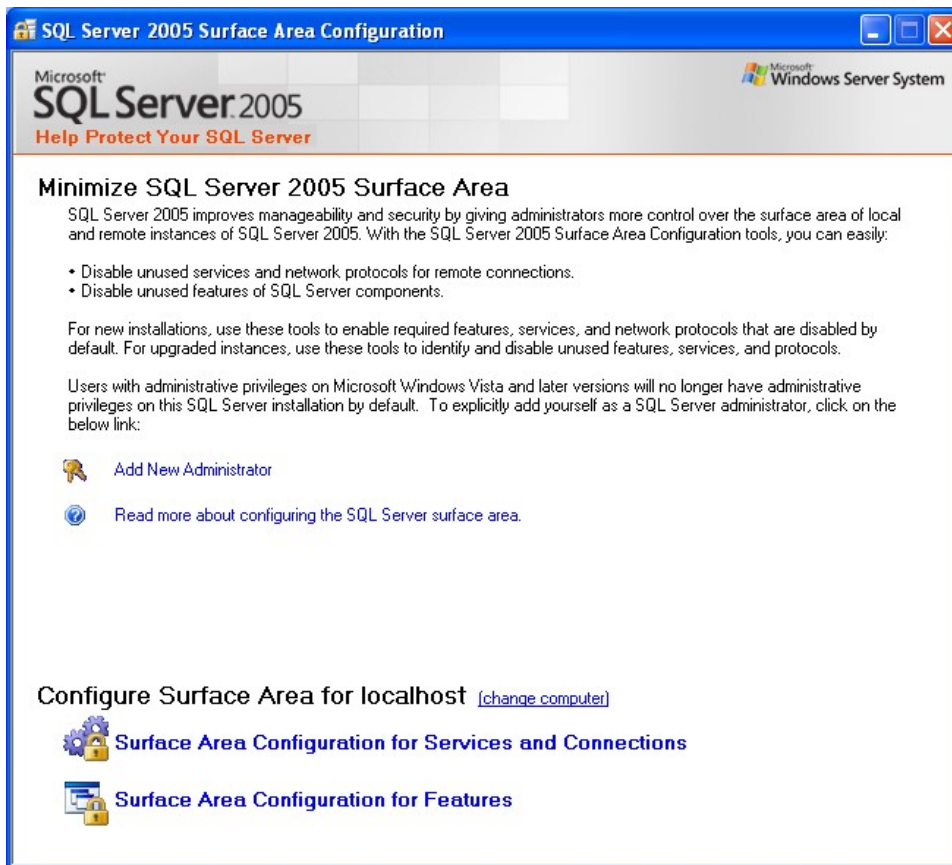 SQL Server 2005 Surface Area Configuration
Microsoft
Windows Server System
Microsoft
SQL Server 2005
Help Protect Your SQL Server
Minimize SQL Server 2005 Surface Area
SQL Server 2005 improves manageability and security by giving administrators more control over the surface area of local
and remote instances of SQL Server 2005. With the SQL Server 2005 Surface Area Configuration tools, you can easily:
• Disable unused services and network protocols for remote connections.
• Disable unused features of SQL Server components.
For new installations, use these tools to enable required features, services, and network protocols that are disabled by
default. For upgraded instances, use these tools to identify and disable unused features, services, and protocols.
Users with administrative privileges on Microsoft Windows Vista and later versions will no longer have administrative
privileges on this SQL Server installation by default. To explicitly add yourself as a SQL Server administrator, click on the
below link:
Add New Administrator
Read more about configuring the SQL Server surface area.
Configure Surface Area for localhost (change computer)
Surface Area Configuration for Services and Connections
Surface Area Configuration for Features